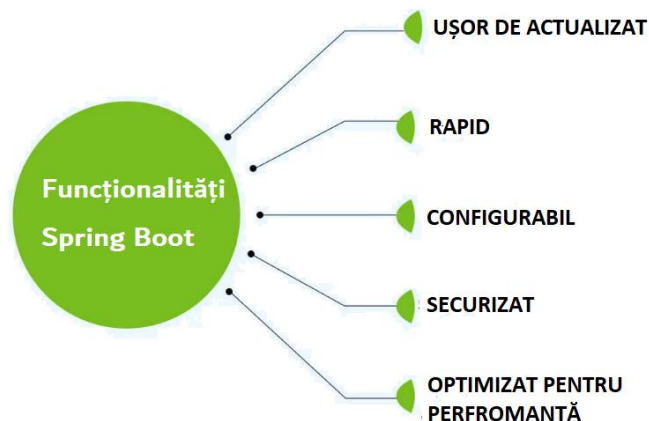 Funcționalități
Spring Boot
UȘOR DE ACTUALIZAT
RAPID
CONFIGURABIL
SECURIZAT
OPTIMIZAT PENTRU
PERFROMANTĂ